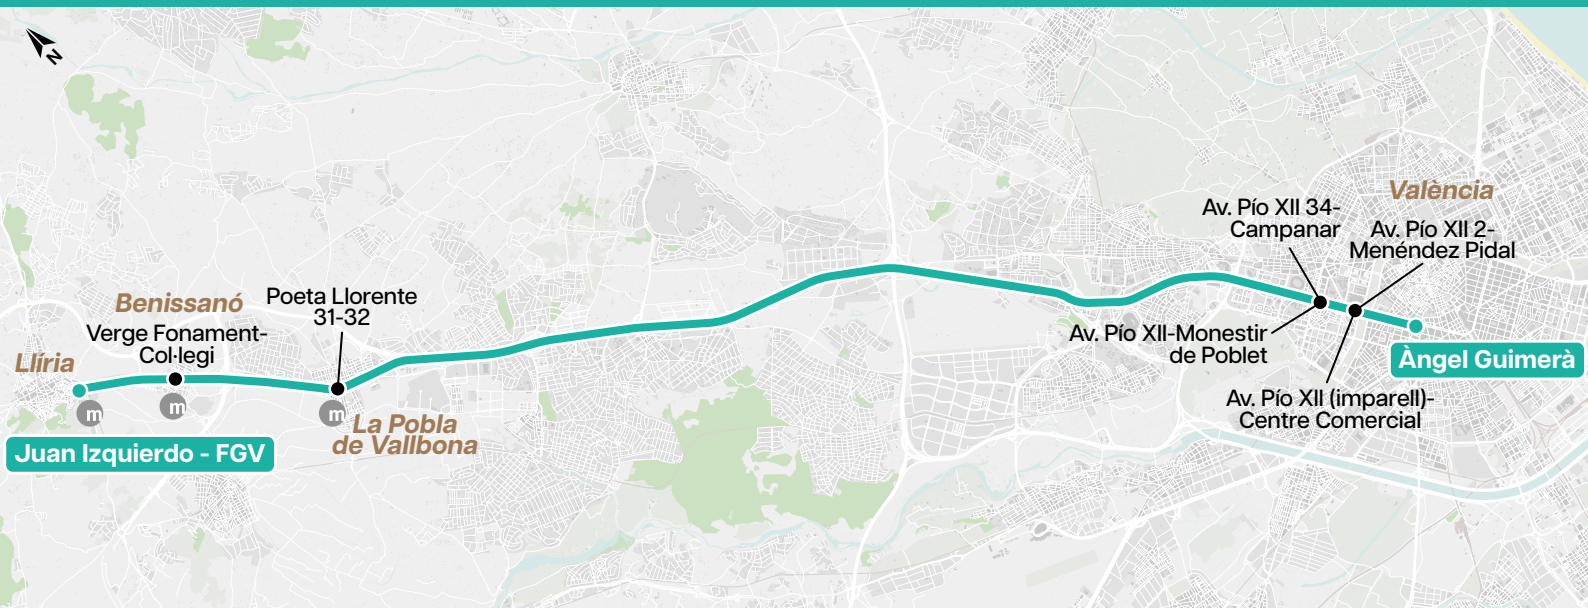 N
València
Av. Pío XII 34-
Campanar
Av. Pío XII 2-
Menéndez Pidal
Benissanó
Poeta Llorente
31-32
Verge Fonament-
Col·legi
Av. Pío XII-Monestir
de Poblet
Llíria
Àngel Guimerà
Av. Pío XII (imparell)-
Centre Comercial
m
m
m
La Pobla
de Vallbona
Juan Izquierdo - FGV